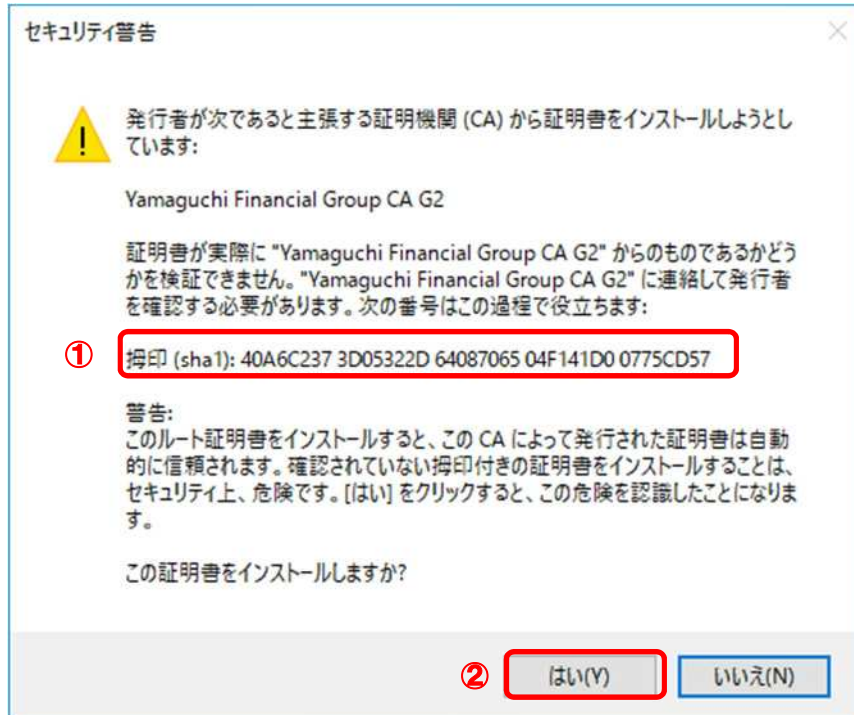 セキュリティ警告
発行者が次であると主張する証明機関 (CA) から証明書をインストールしようとし
ています:
Yamaguchi Financial Group CA G2
証明書が実際に "Yamaguchi Financial Group CA G2" からのものであるかどう
かを検証できません。"Yamaguchi Financial Group CA G2" に連絡して発行者
を確認する必要があります。次の番号はこの過程で役立ちます:
① 拇印 (sha1): 40A6C237 3D05322D 64087065 04F141D0 0775CD57
警告:
このルート証明書をインストールすると、この CA によって発行された証明書は自動
的に信頼されます。確認されていない拇印付きの証明書をインストールすることは、
セキュリティ上、危険です。[はい] をクリックすると、この危険を認識したことになりま
す。
この証明書をインストールしますか?
② はい(Y) いいえ(N)